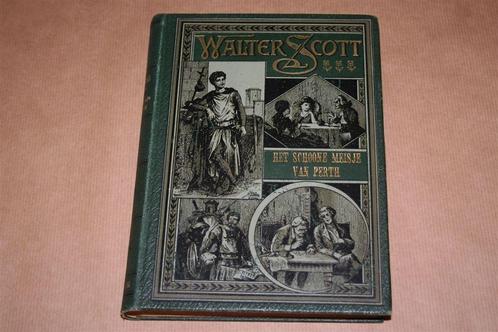 WALTER SCOTT
HET SCHOONE MEISJE
VAN PERTH